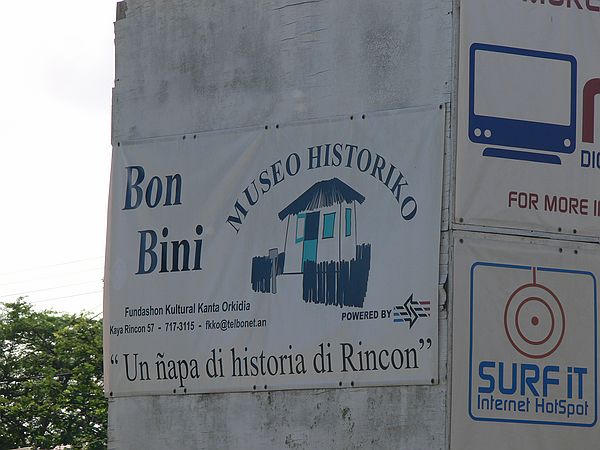 Bon
Bini
MUSEO HISTORIKO
Fundashon Kultural Kanta Orkidia
Kaya Rincon 57 - 717-3115 - fkko@telbonet.an
POWERED BY
“Un ñapa di historia di Rincon”
FOR MORE
SURF iT
Internet HotSpot